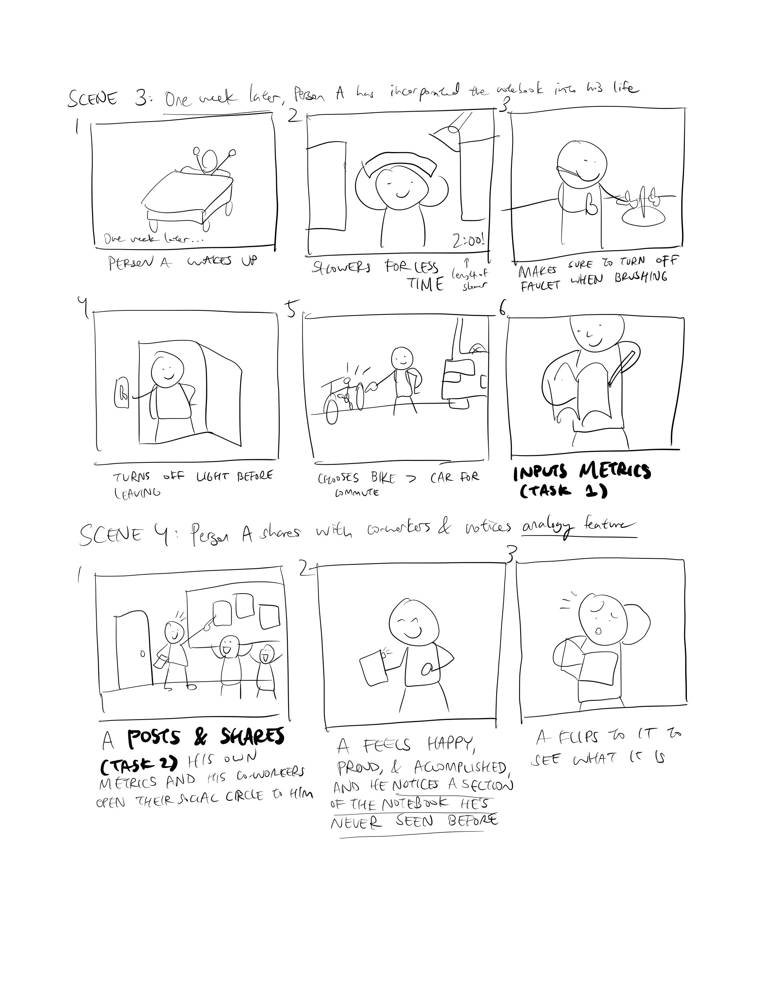 SCENE 3: One week later, Person A has incorporated the notebook into his life
1
2
3
One week later...
2:00!
PERSON A WAKES UP
SHOWERS FOR LESS
TIME
↑
length of
shower
MAKES SURE TO TURN OFF
FAUCET WHEN BRUSHING
4
5
6
TURNS OFF LIGHT BEFORE
LEAVING
CHOOSES BIKE > CAR FOR
COMMUTE
INPUTS METRICS
(TASK 1)
SCENE 4: Person A shares with co-workers & notices analogy feature
1
2
3
A POSTS & SHARES
(TASK 2) HIS OWN
METRICS AND HIS CO-WORKERS
OPEN THEIR SOCIAL CIRCLE TO HIM
A FEELS HAPPY,
PROUD, & ACCOMPLISHED,
AND HE NOTICES A SECTION
OF THE NOTEBOOK HE'S
NEVER SEEN BEFORE
A FLIPS TO IT TO
SEE WHAT IT IS